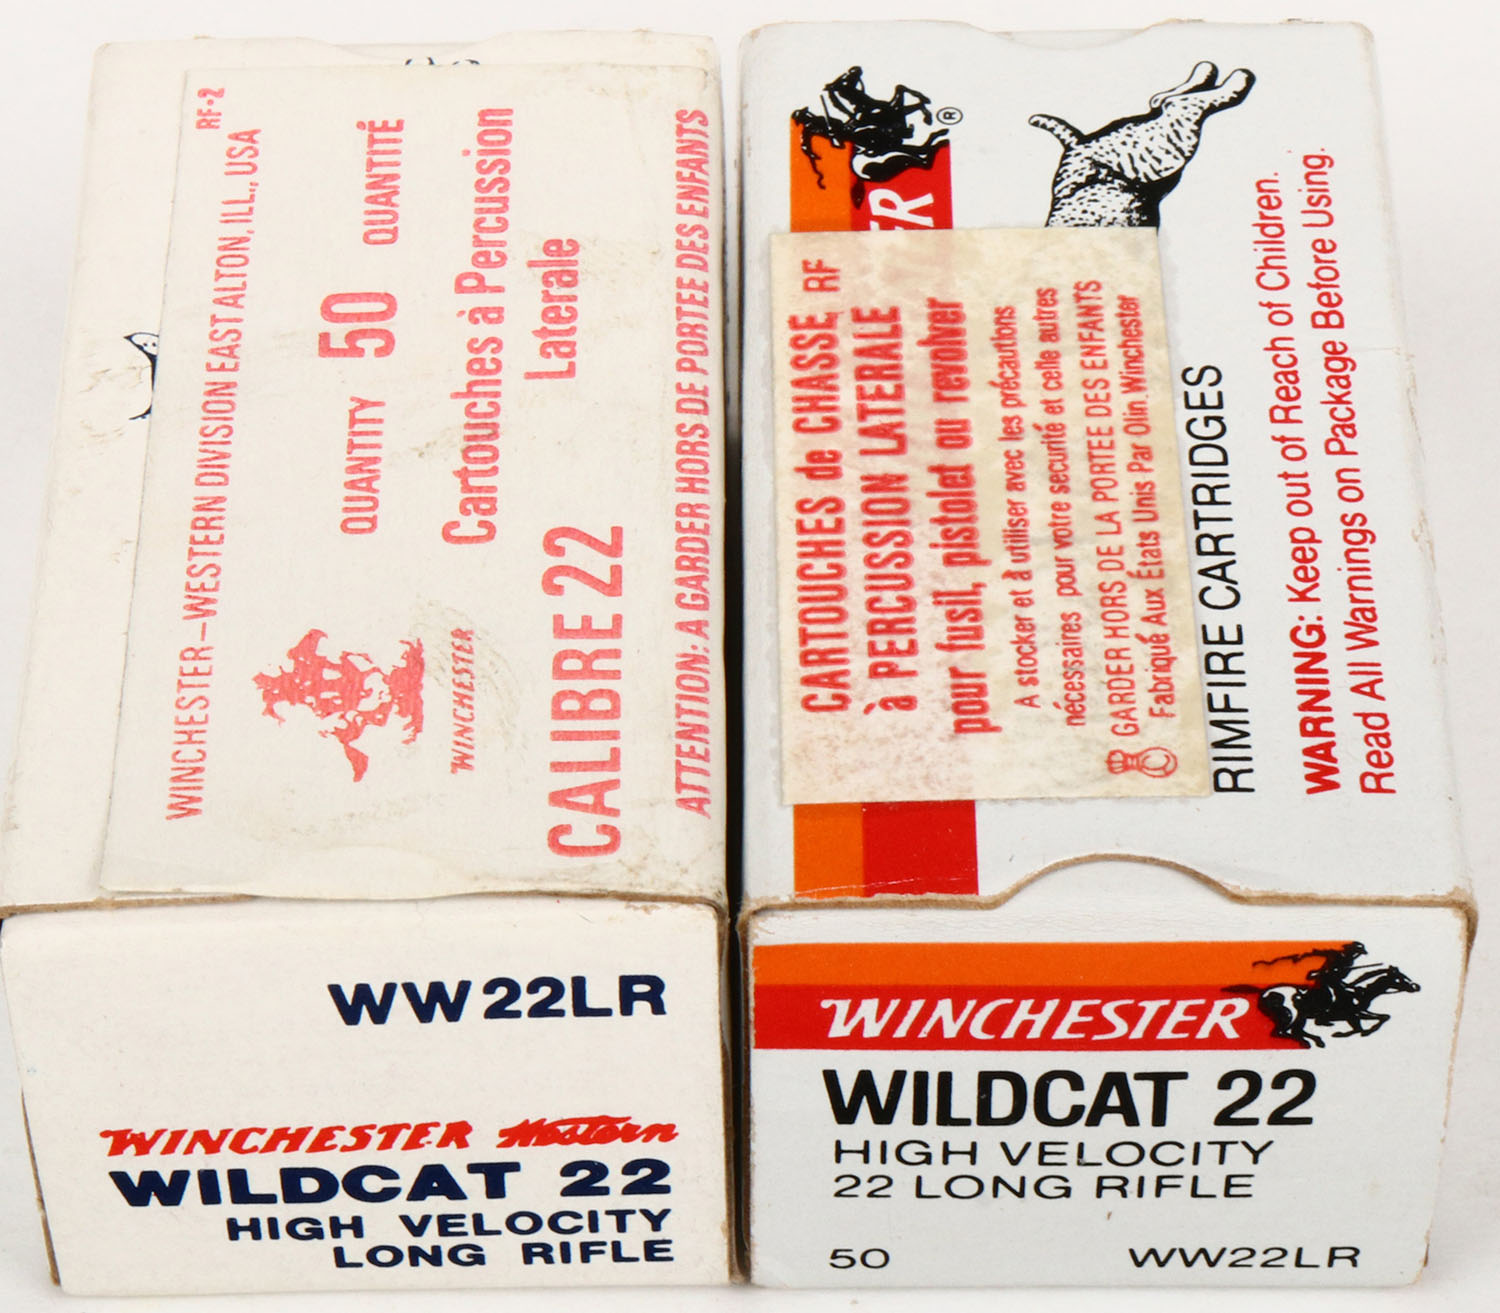 WINCHESTER–WESTERN DIVISION EAST ALTON, ILL., USA
RF-2
QUANTITY 50 QUANTITÉ
Cartouches à Percussion
Laterale
WINCHESTER
CALIBRE 22
ATTENTION: A GARDER HORS DE PORTEE DES ENFANTS
WW22LR
WINCHESTER Western
WILDCAT 22
HIGH VELOCITY
LONG RIFLE
ER
®
CARTOUCHES de CHASSE RF
à PERCUSSION LATERALE
pour fusil, pistolet ou revolver
A stocker et à utiliser avec les précautions
nécessaires pour votre securité et celle autres
GARDER HORS DE LA PORTEE DES ENFANTS
Fabriqué Aux États Unis Par Olin Winchester
RIMFIRE CARTRIDGES
WARNING: Keep out of Reach of Children.
Read All Warnings on Package Before Using.
WINCHESTER
WILDCAT 22
HIGH VELOCITY
22 LONG RIFLE
50 WW22LR